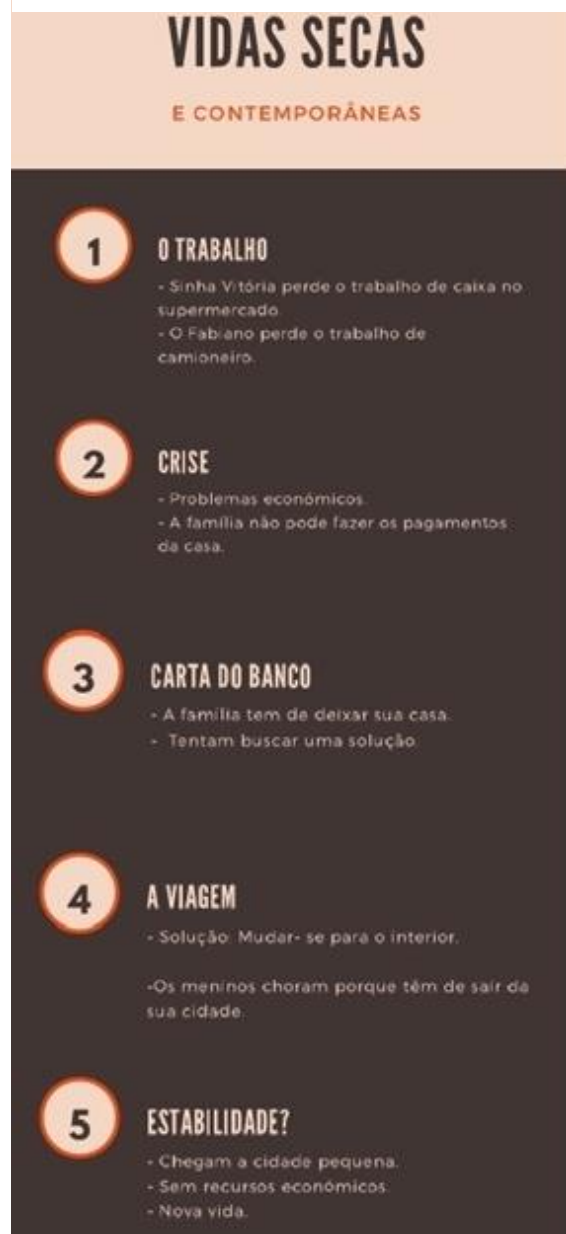 VIDAS SECAS
E CONTEMPORÂNEAS
1
O TRABALHO
- Sinha Vitória perde o trabalho de caixa no
supermercado.
- O Fabiano perde o trabalho de
camioneiro.
2
CRISE
- Problemas económicos.
- A família não pode fazer os pagamentos
da casa.
3
CARTA DO BANCO
- A família tem de deixar sua casa.
- Tentam buscar uma solução.
4
A VIAGEM
- Solução: Mudar- se para o interior.
-Os meninos choram porque têm de sair da
sua cidade.
5
ESTABILIDADE?
- Chegam a cidade pequena.
- Sem recursos económicos.
- Nova vida.